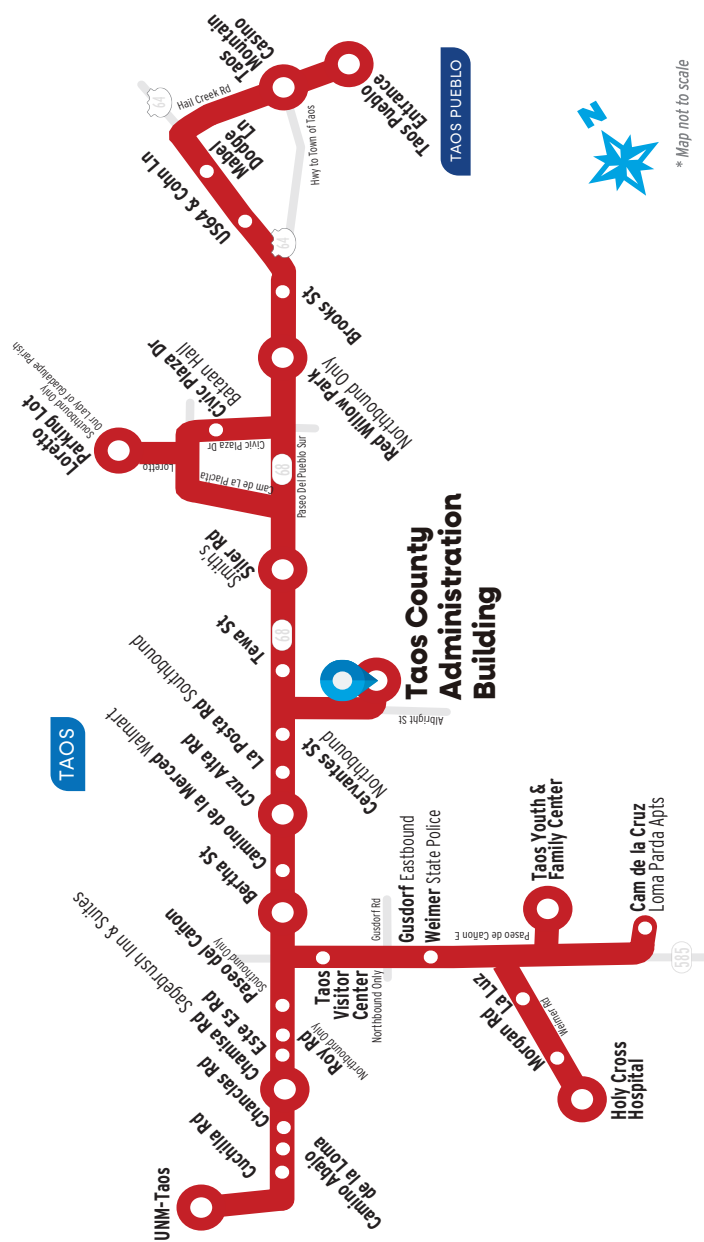 Taos
Mountain
Casino
Taos Pueblo
Entrance
TAOS PUEBLO
64
Hail Creek Rd
Mabel
Dodge
Ln
Hwy to Town of Taos
N
* Map not to scale
US64 & Cohn Ln
64
Brooks St
Red Willow Park
Northbound Only
Civic Plaza Dr
Bataan Hall
Loretto
Parking Lot
Southbound Only
Our Lady of Guadalupe Parish
Loretto
Civic Plaza Dr
Cam de La Placita
68
Paseo Del Pueblo Sur
Siler Rd
Smith's
68
Tewa St
Taos County
Administration
Building
Albright St
La Posta Rd Southbound
Cervantes St
Northbound
TAOS
Cruz Alta Rd
Camino de la Merced Walmart
Bertha St
Paseo del Cañon
Southound Only
Sagebrush Inn & Suites
Este Es Rd
Chamisa Rd
Roy Rd
Northbound Only
Chanclas Rd
Cuchilla Rd
Camino Abajo
de la Loma
UNM-Taos
Taos
Visitor
Center
Northbound Only
Gusdorf Rd
Gusdorf Eastbound
Weimer State Police
Paseo de Cañon E
Taos Youth &
Family Center
Cam de la Cruz
Loma Parda Apts
585
La Luz
Morgan Rd
Weimer Rd
Holy Cross
Hospital